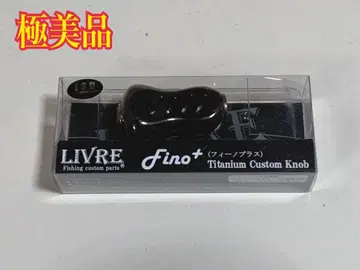 極美品
LIVRE®
Fishing custom parts
Fino+
(フィーノプラス)
Titanium Custom Knob